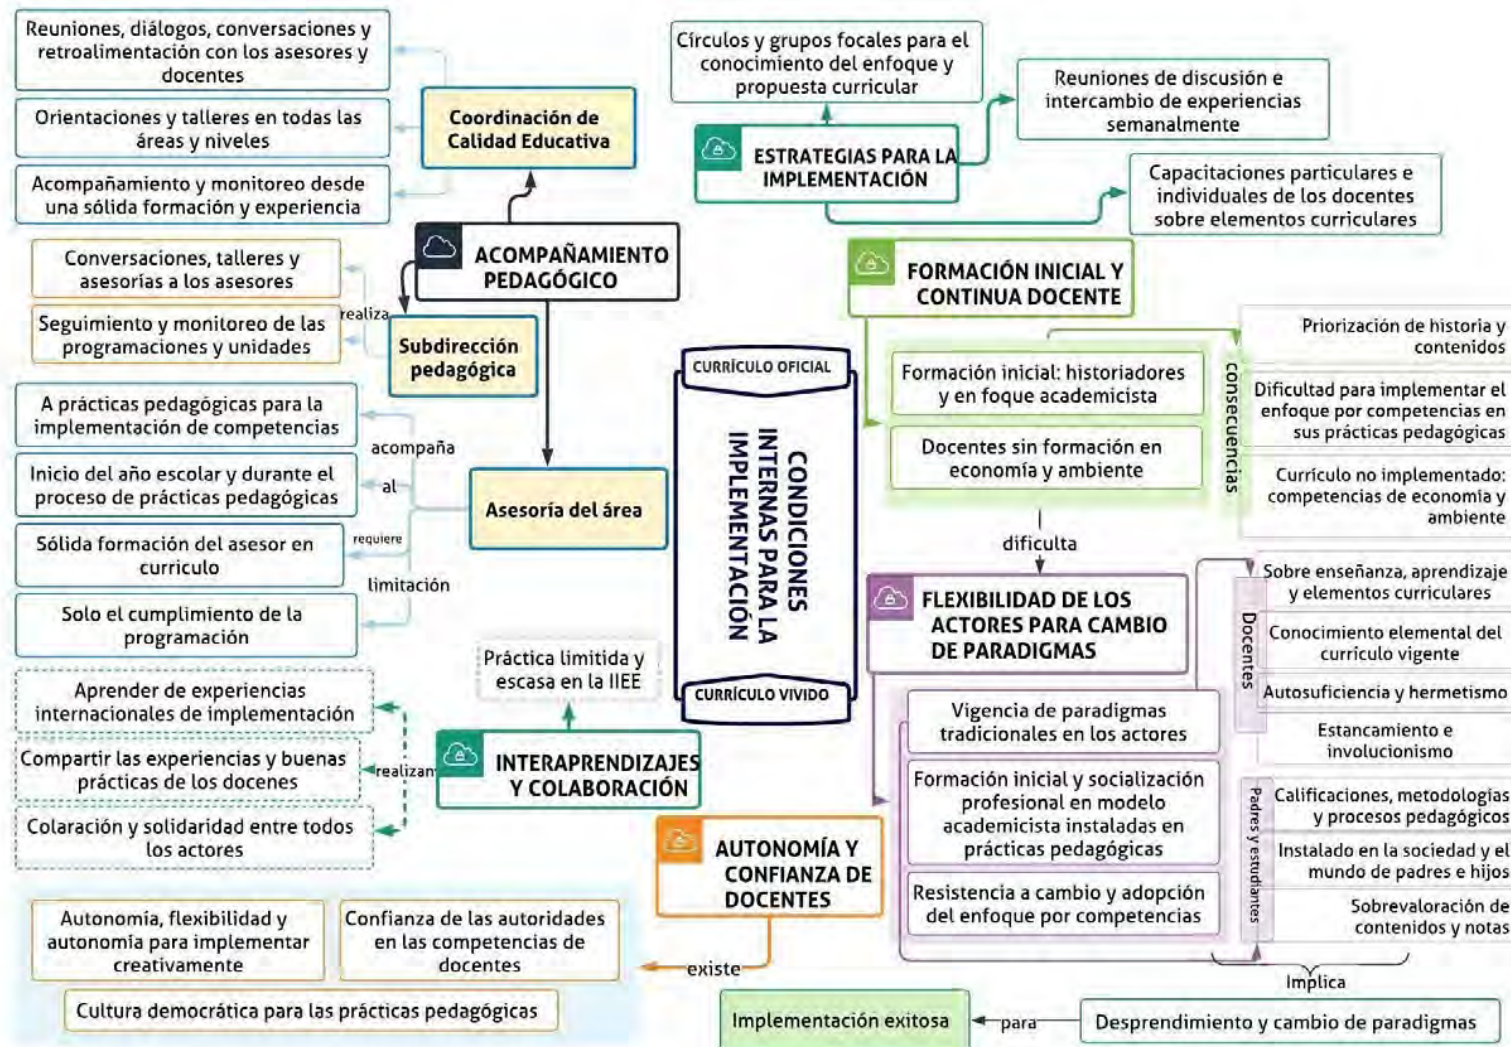 Reuniones, diálogos, conversaciones y
retroalimentación con los asesores y
docentes
Orientaciones y talleres en todas las
áreas y niveles
Acompañamiento y monitoreo desde
una sólida formación y experiencia
Coordinación de
Calidad Educativa
ACOMPAÑAMIENTO
PEDAGÓGICO
Conversaciones, talleres y
asesorías a los asesores
Seguimiento y monitoreo de las
programaciones y unidades
realiza
Subdirección
pedagógica
A prácticas pedagógicas para la
implementación de competencias
Inicio del año escolar y durante el
proceso de prácticas pedagógicas
Sólida formación del asesor en
curriculo
Solo el cumplimiento de la
programación
acompaña
al
requiere
limitación
Asesoría del área
Círculos y grupos focales para el
conocimiento del enfoque y
propuesta curricular
ESTRATEGIAS PARA LA
IMPLEMENTACIÓN
Reuniones de discusión e
intercambio de experiencias
semanalmente
Capacitaciones particulares e
individuales de los docentes
sobre elementos curriculares
CURRÍCULO OFICIAL
CONDICIONES
INTERNAS PARA LA
IMPLEMENTACIÓN
CURRÍCULO VIVIDO
FORMACIÓN INICIAL Y
CONTINUA DOCENTE
Formación inicial: historiadores
y en foque academicista
Docentes sin formación en
economía y ambiente
consecuencias
Priorización de historia y
contenidos
Dificultad para implementar el
enfoque por competencias en
sus prácticas pedagógicas
Currículo no implementado:
competencias de economía y
ambiente
dificulta
FLEXIBILIDAD DE LOS
ACTORES PARA CAMBIO
DE PARADIGMAS
Vigencia de paradigmas
tradicionales en los actores
Formación inicial y socialización
profesional en modelo
academicista instaladas en
prácticas pedagógicas
Resistencia a cambio y adopción
del enfoque por competencias
Docentes
Sobre enseñanza, aprendizaje
y elementos curriculares
Conocimiento elemental del
currículo vigente
Autosuficiencia y hermetismo
Estancamiento e
involucionismo
Padres y estudiantes
Calificaciones, metodologías
y procesos pedagógicos
Instalado en la sociedad y el
mundo de padres e hijos
Sobrevaloración de
contenidos y notas
Implica
Desprendimiento y cambio de paradigmas
para
Implementación exitosa
Práctica limitida y
escasa en la IIEE
INTERAPRENDIZAJES
Y COLABORACIÓN
realizan
Aprender de experiencias
internacionales de implementación
Compartir las experiencias y buenas
prácticas de los docenes
Colaración y solidaridad entre todos
los actores
AUTONOMÍA Y
CONFIANZA DE
DOCENTES
existe
Autonomía, flexibilidad y
autonomía para implementar
creativamente
Confianza de las autoridades
en las competencias de
docentes
Cultura democrática para las prácticas pedagógicas